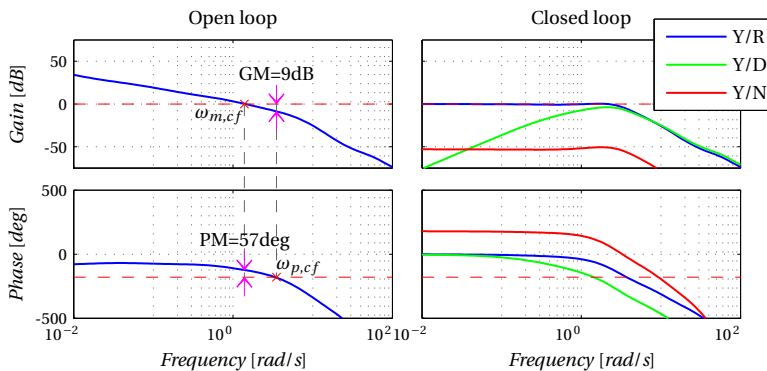 Open loop
Closed loop
Y/R
Y/D
Y/N
Gain [dB]
50
0
-50
GM=9dB
ω_{m,cf}
Phase [deg]
500
0
-500
PM=57deg
ω_{p,cf}
10^{-2}
10^{0}
10^{2}
Frequency [rad/s]
10^{-2}
10^{0}
10^{2}
Frequency [rad/s]